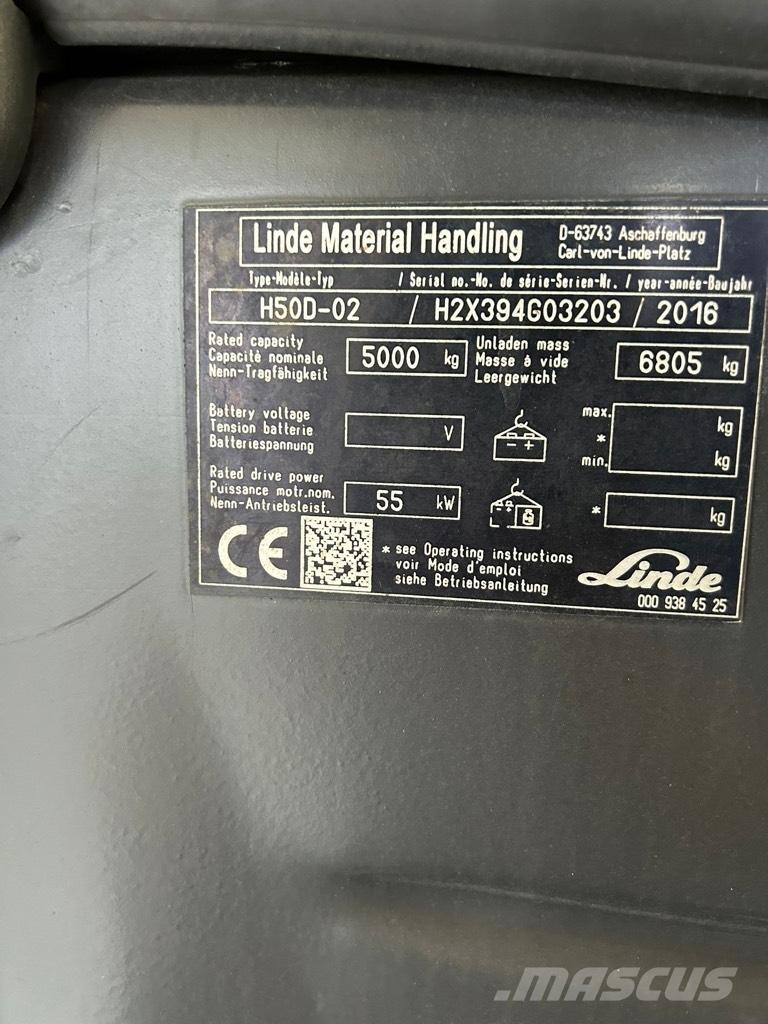 Linde Material Handling
D-63743 Aschaffenburg
Carl-von-Linde-Platz
Type-Modèle-Typ / Serial no.-No. de série-Serien-Nr. / year-année-Baujahr
H50D-02 / H2X394G03203 / 2016
Rated capacity
Capacité nominale
Nenn-Tragfähigkeit
5000 kg
Unladen mass
Masse à vide
Leergewicht
6805 kg
Battery voltage
Tension batterie
Batteriespannung
V
- +
max. kg
*
min. kg
Rated drive power
Puissance motr.nom.
Nenn-Antriebsleist.
55 kW
* kg
CE
* see Operating instructions
voir Mode d'emploi
siehe Betriebsanleitung
Linde
000 938 45 25
MASCUS